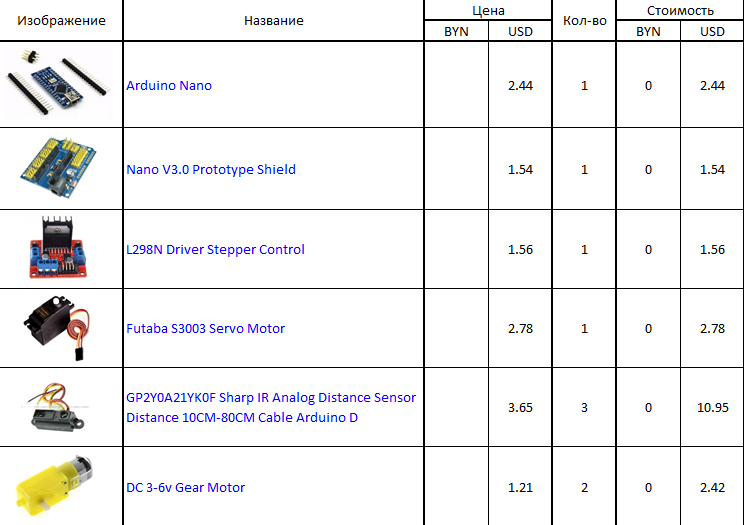 Изображение Название Цена Кол-во Стоимость
BYN USD BYN USD
Arduino Nano 2.44 1 0 2.44
Nano V3.0 Prototype Shield 1.54 1 0 1.54
L298N Driver Stepper Control 1.56 1 0 1.56
Futaba S3003 Servo Motor 2.78 1 0 2.78
GP2Y0A21YK0F Sharp IR Analog Distance Sensor
Distance 10CM-80CM Cable Arduino D 3.65 3 0 10.95
DC 3-6v Gear Motor 1.21 2 0 2.42